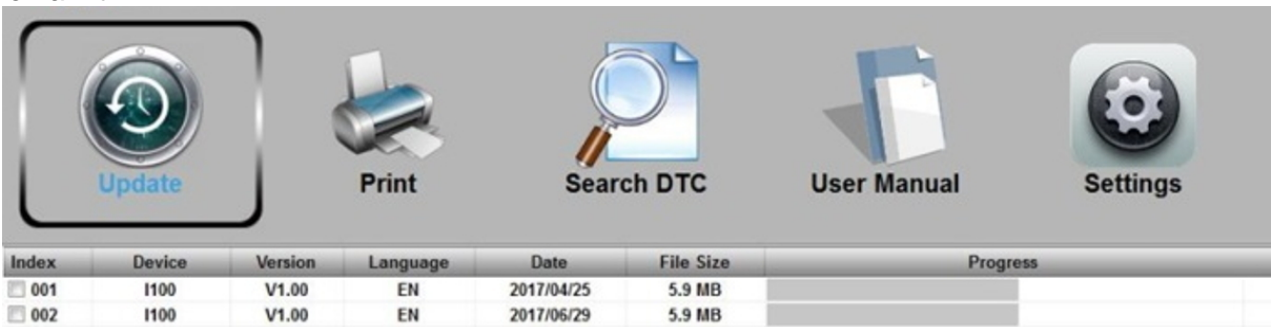 Update Print Search DTC User Manual Settings
Index Device Version Language Date File Size Progress
001 I100 V1.00 EN 2017/04/25 5.9 MB
002 I100 V1.00 EN 2017/06/29 5.9 MB